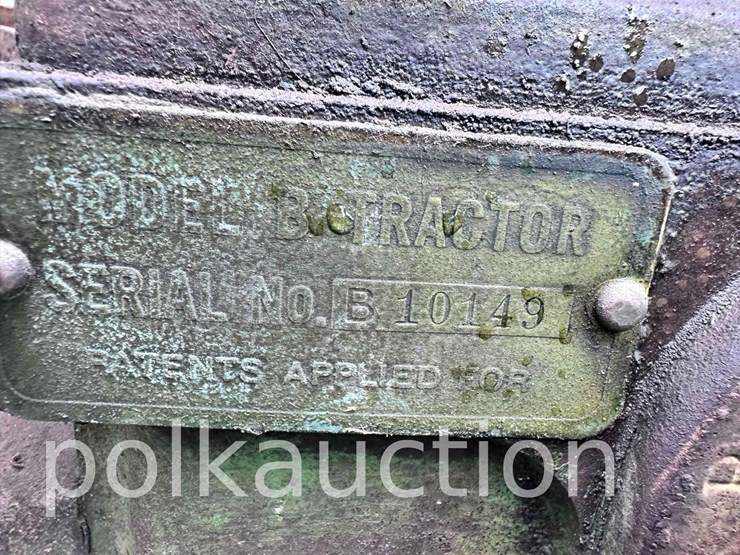 MODEL B TRACTOR
SERIAL NO. B 10149
PATENTS APPLIED FOR
polkauction